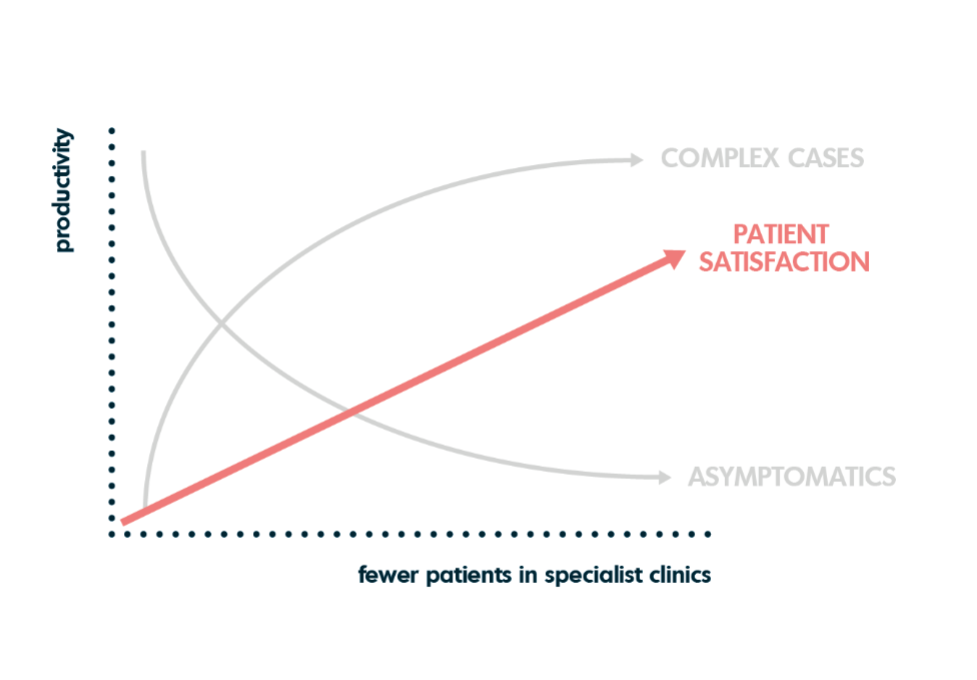 productivity
COMPLEX CASES
PATIENT
SATISFACTION
ASYMPTOMATICS
fewer patients in specialist clinics